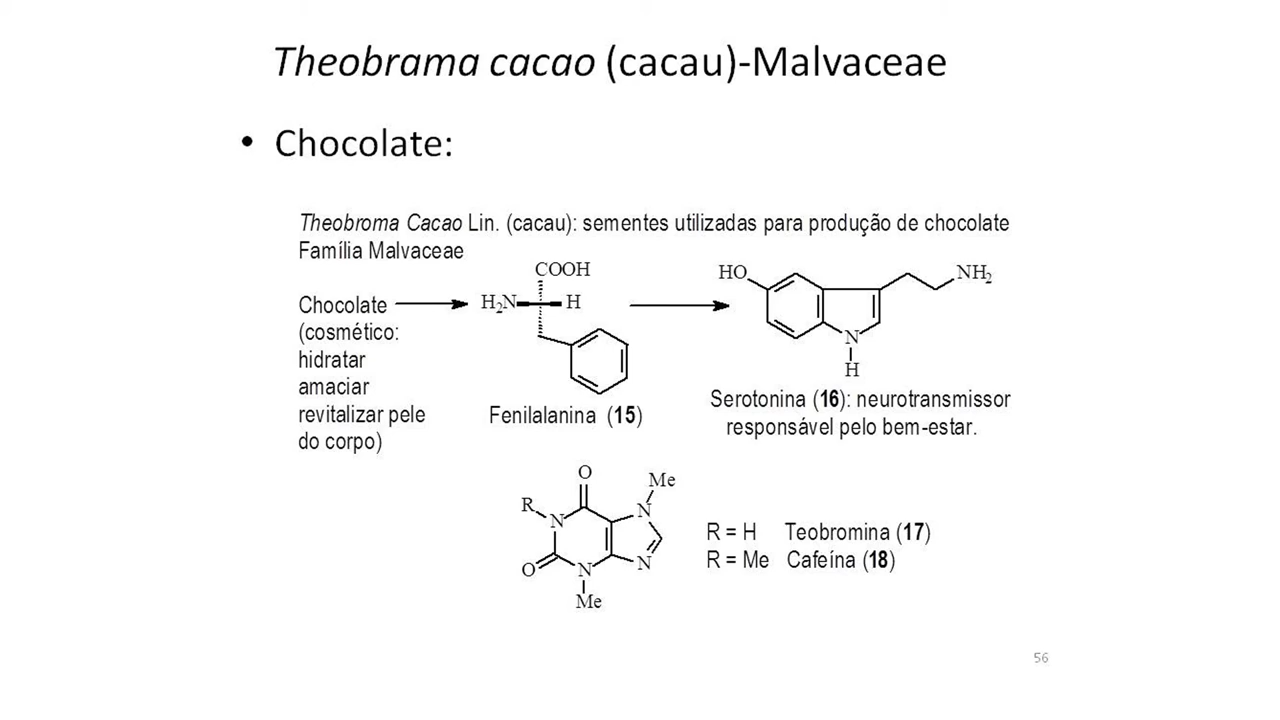 Theobrama cacao (cacau)-Malvaceae
• Chocolate:
Theobroma Cacao Lin. (cacau): sementes utilizadas para produção de chocolate
Família Malvaceae
Chocolate
(cosmético:
hidratar
amaciar
revitalizar pele
do corpo)
COOH
H₂N
H
Fenilalanina (15)
HO
NH₂
N
H
Serotonina (16): neurotransmissor
responsável pelo bem-estar.
O
Me
R
N
N
O
N
N
Me
R = H Teobromina (17)
R = Me Cafeína (18)
56